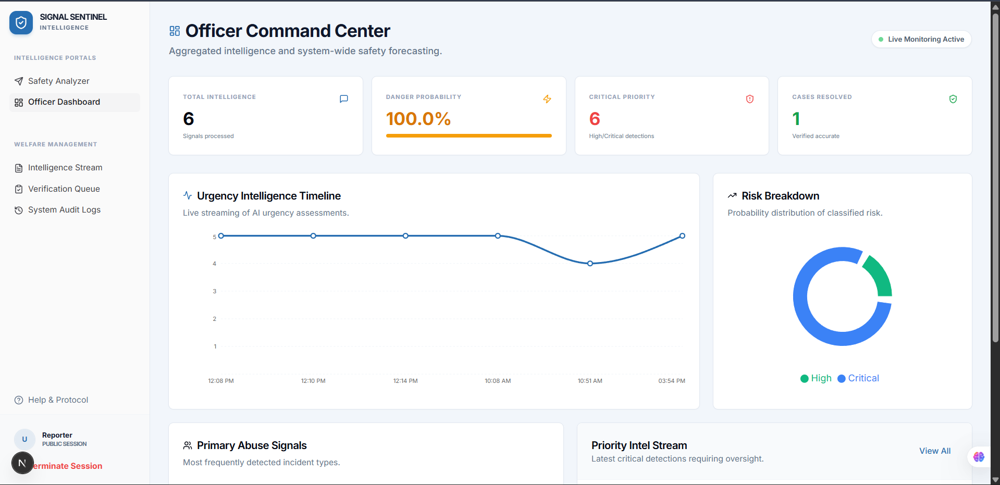 SIGNAL SENTINEL
INTELLIGENCE
INTELLIGENCE PORTALS
Safety Analyzer
Officer Dashboard
WELFARE MANAGEMENT
Intelligence Stream
Verification Queue
System Audit Logs
Help & Protocol
U
Reporter
PUBLIC SESSION
N
erminate Session
Officer Command Center
Aggregated intelligence and system-wide safety forecasting.
Live Monitoring Active
TOTAL INTELLIGENCE
6
Signals processed
DANGER PROBABILITY
100.0%
CRITICAL PRIORITY
6
High/Critical detections
CASES RESOLVED
1
Verified accurate
Urgency Intelligence Timeline
Live streaming of AI urgency assessments.
5
4
3
2
1
12:08 PM 12:10 PM 12:14 PM 10:08 AM 10:51 AM 03:54 PM
Risk Breakdown
Probability distribution of classified risk.
High Critical
Primary Abuse Signals
Most frequently detected incident types.
Priority Intel Stream
Latest critical detections requiring oversight.
View All